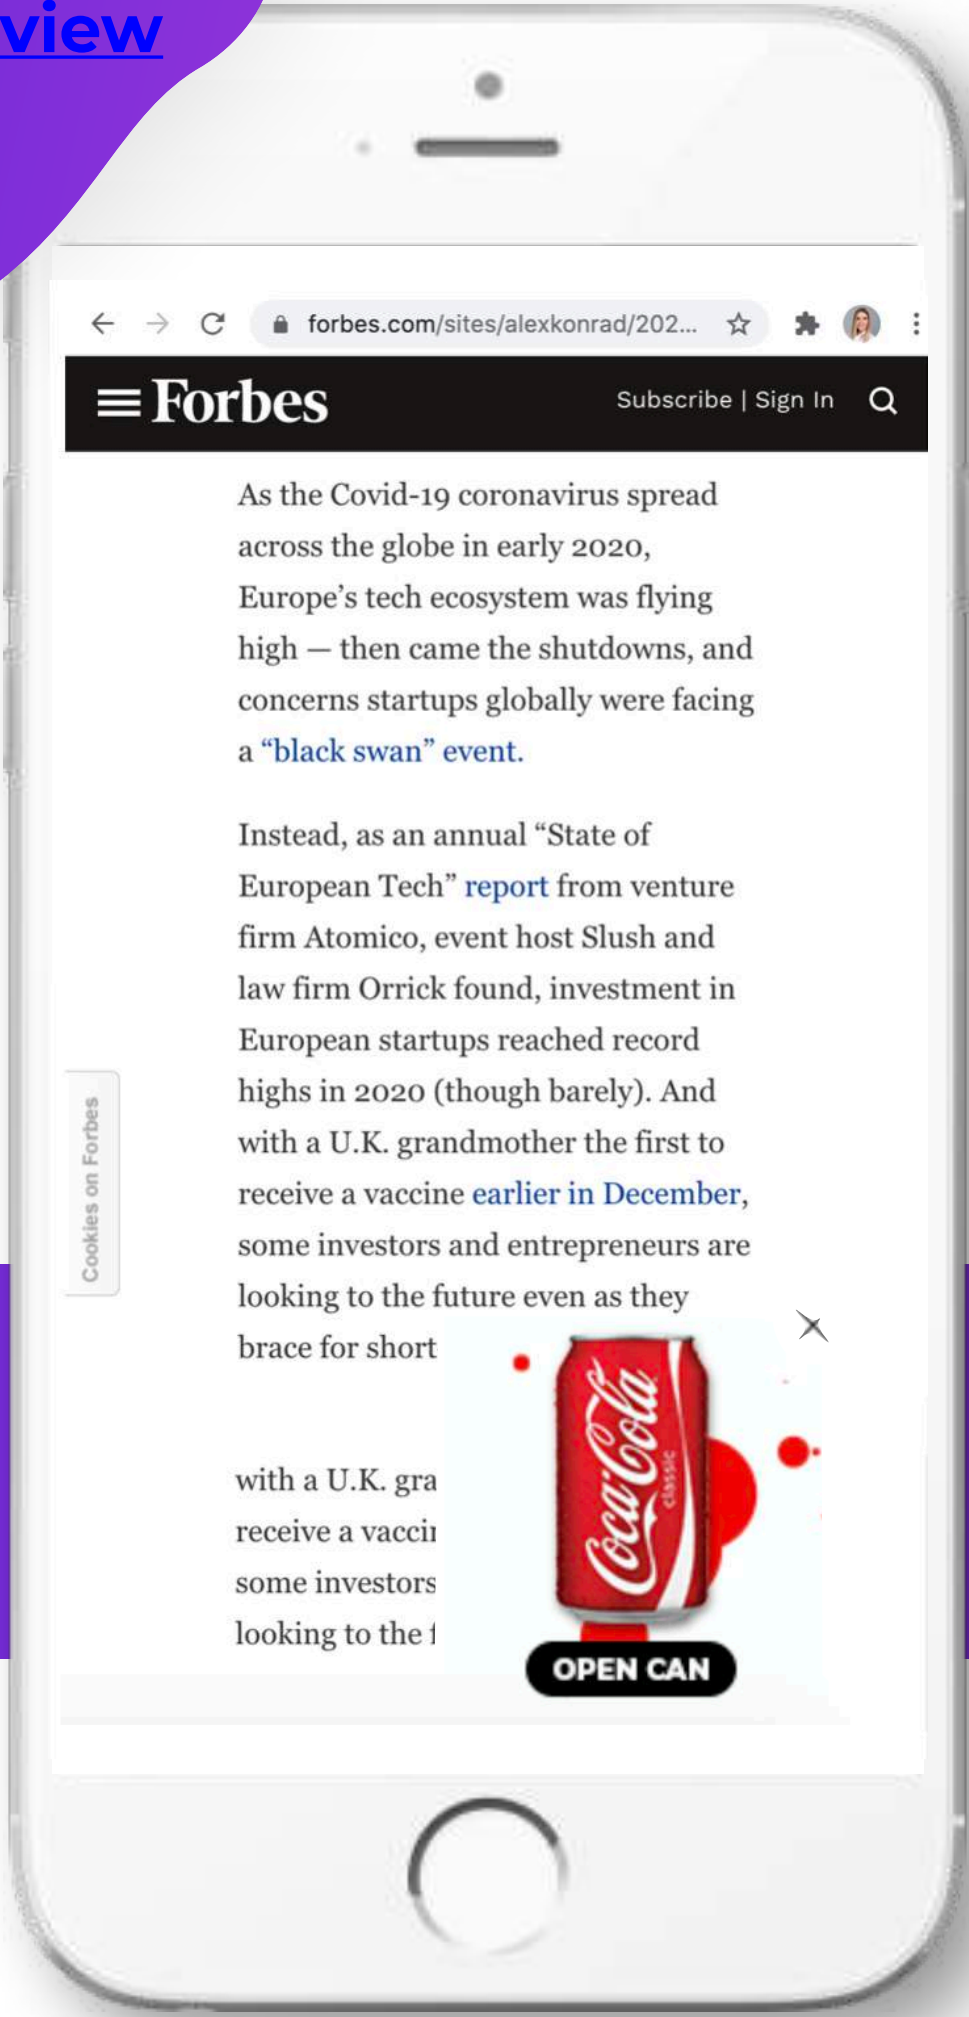 view
forbes.com/sites/alexkonrad/202...
Forbes
Subscribe | Sign In
As the Covid-19 coronavirus spread
across the globe in early 2020,
Europe’s tech ecosystem was flying
high — then came the shutdowns, and
concerns startups globally were facing
a “black swan” event.
Instead, as an annual “State of
European Tech” report from venture
firm Atomico, event host Slush and
law firm Orrick found, investment in
European startups reached record
highs in 2020 (though barely). And
with a U.K. grandmother the first to
receive a vaccine earlier in December,
some investors and entrepreneurs are
looking to the future even as they
brace for short
Cookies on Forbes
with a U.K. gra
receive a vacci
some investors
looking to the
Coca-Cola
classic
OPEN CAN